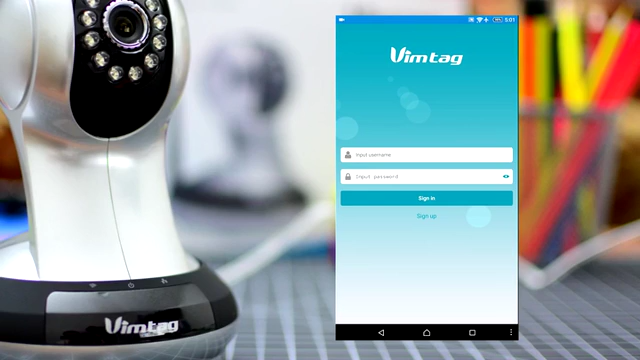 5:01
Vimtag
Input username
Input password
Sign in
Sign up
Vimtag